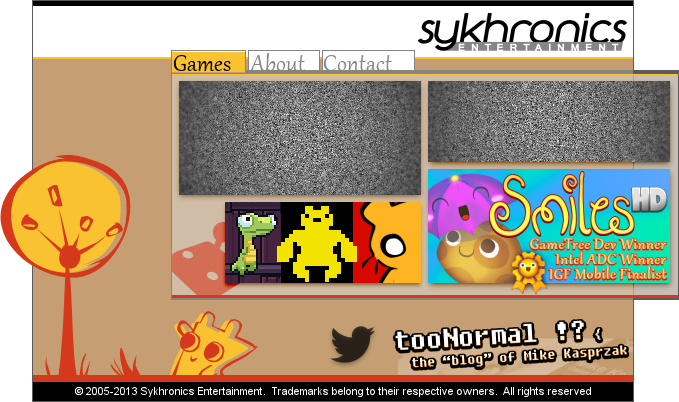 sykhronics
ENTERTAINMENT
Games About Contact
Smiles HD
GameTree Dev Winner
Intel ADC Winner
IGF Mobile Finalist
tooNormal !? {
the "blog" of Mike Kasprzak
© 2005-2013 Sykhronics Entertainment. Trademarks belong to their respective owners. All rights reserved